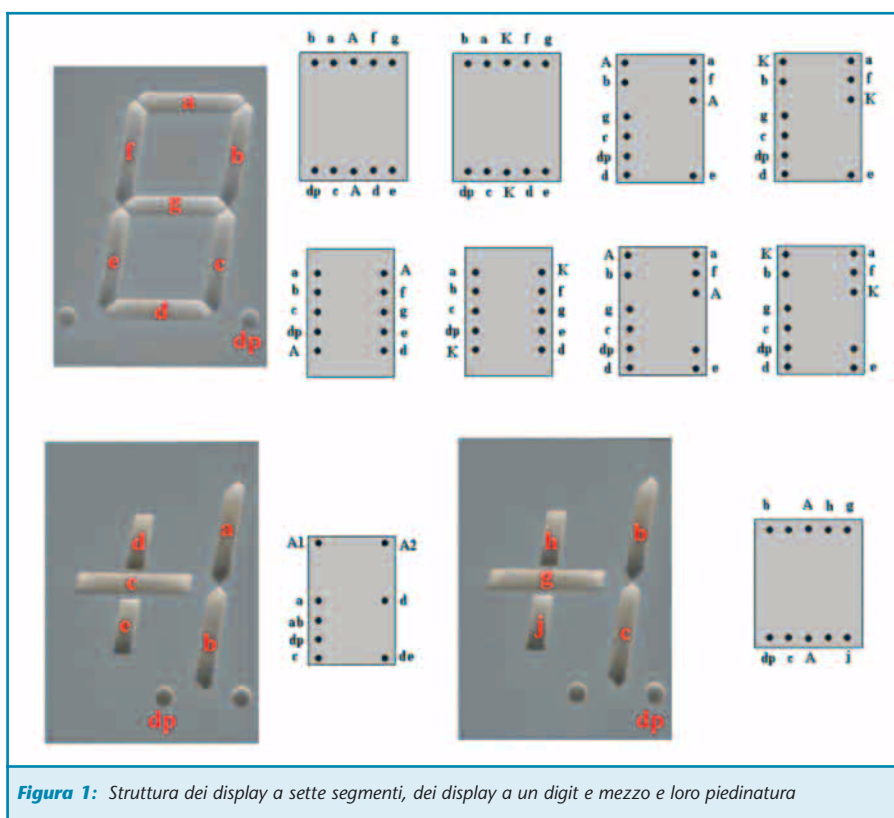 b a A f g
b a K f g
a
f
b
g
e
c
d
dp
dp c A d e
dp c K d e
A
b
g
c
dp
d
a
f
A
e
K
b
g
c
dp
d
a
f
K
e
a
b
c
dp
A
A
f
g
e
d
a
b
c
dp
K
K
f
g
e
d
A
b
g
c
dp
d
a
f
A
e
K
b
g
c
dp
d
a
f
K
e
d
a
c
e
b
dp
A1
a
ab
dp
c
A2
d
de
h
b
g
j
c
dp
b A h g
dp c A j
Figura 1: Struttura dei display a sette segmenti, dei display a un digit e mezzo e loro piedinatura